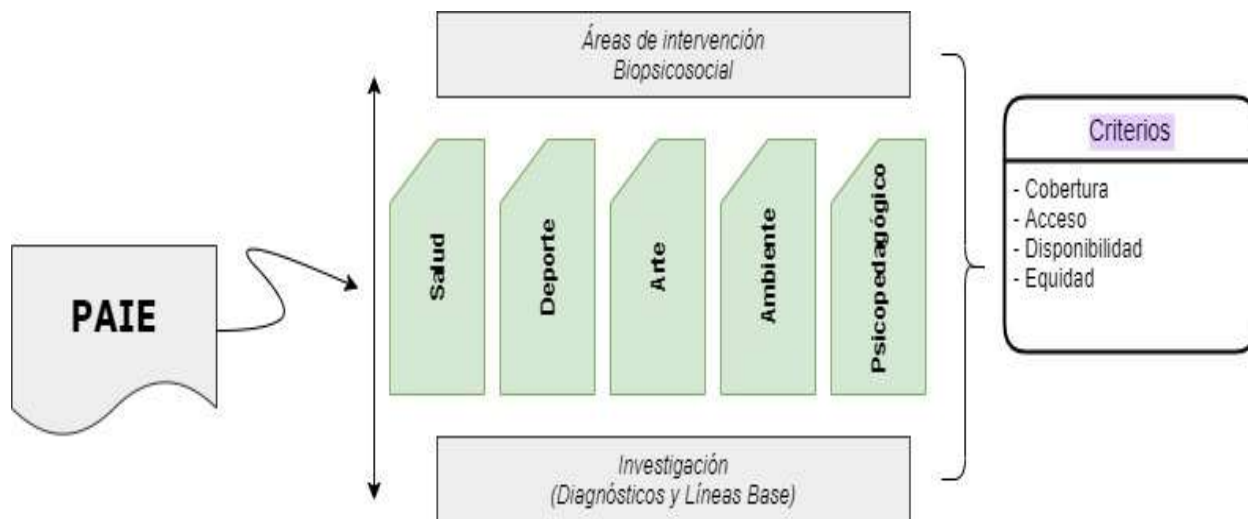 Áreas de intervención
Biopsicosocial
Criterios
- Cobertura
- Acceso
- Disponibilidad
- Equidad
PAIE
Salud
Deporte
Arte
Ambiente
Psicopedagógico
Investigación
(Diagnósticos y Líneas Base)